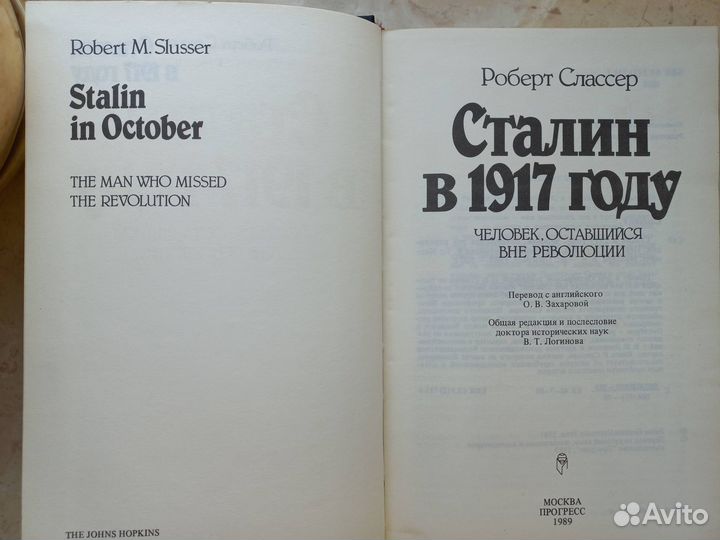 Robert M. Slusser
Stalin
in October
THE MAN WHO MISSED
THE REVOLUTION
THE JOHNS HOPKINS
Роберт Слассер
Сталин
в 1917 году
ЧЕЛОВЕК, ОСТАВШИЙСЯ
ВНЕ РЕВОЛЮЦИИ
Перевод с английского
О. В. Захаровой
Общая редакция и послесловие
доктора исторических наук
В. Т. Логинова
МОСКВА
ПРОГРЕСС
1989
Avito